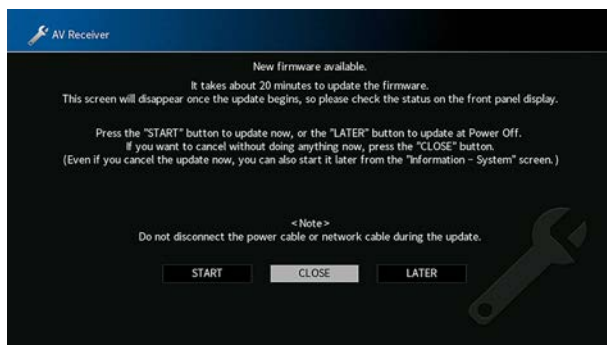 AV Receiver
New firmware available.
It takes about 20 minutes to update the firmware.
This screen will disappear once the update begins, so please check the status on the front panel display.
Press the "START" button to update now, or the "LATER" button to update at Power Off.
If you want to cancel without doing anything now, press the "CLOSE" button.
(Even if you cancel the update now, you can also start it later from the "Information - System" screen.)
<Note>
Do not disconnect the power cable or network cable during the update.
START CLOSE LATER